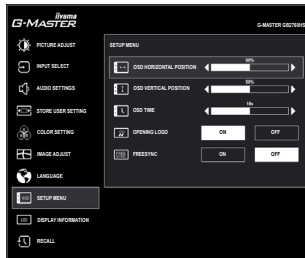 iiyama
G-MASTER
G-MASTER GB2760HS
PICTURE ADJUST
INPUT SELECT
AUDIO SETTINGS
STORE USER SETTING
COLOR SETTING
IMAGE ADJUST
LANGUAGE
SETUP MENU
DISPLAY INFORMATION
RECALL
SETUP MENU
OSD HORIZONTAL POSITION
50%
OSD VERTICAL POSITION
50%
OSD TIME
10s
OPENING LOGO
ON
OFF
FREESYNC
ON
OFF